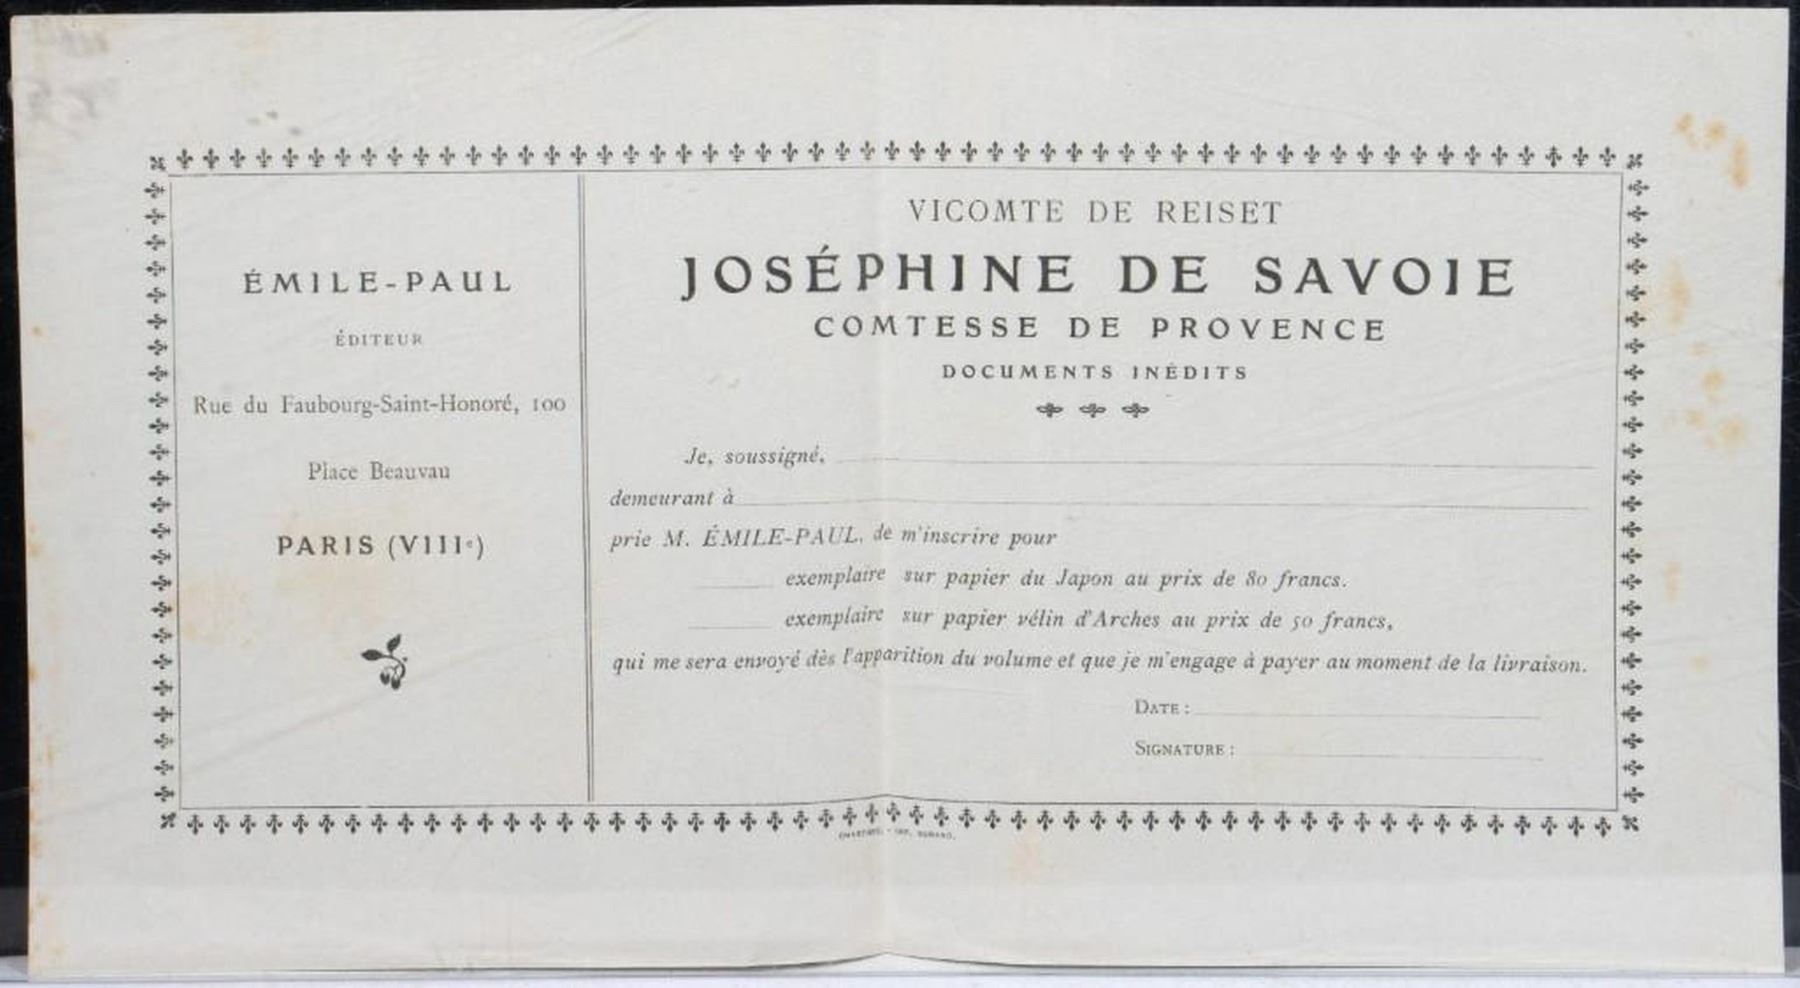 ÉMILE-PAUL
ÉDITEUR
Rue du Faubourg-Saint-Honoré, 100
Place Beauvau
PARIS (VIIIe)
VICOMTE DE REISET
JOSÉPHINE DE SAVOIE
COMTESSE DE PROVENCE
DOCUMENTS INÉDITS
Je, soussigné,
demeurant à
prie M. ÉMILE-PAUL, de m'inscrire pour
exemplaire sur papier du Japon au prix de 80 francs.
exemplaire sur papier vélin d'Arches au prix de 50 francs,
qui me sera envoyé dès l'apparition du volume et que je m'engage à payer au moment de la livraison.
DATE :
SIGNATURE :
CHARTRES. - IMP. DURAND.